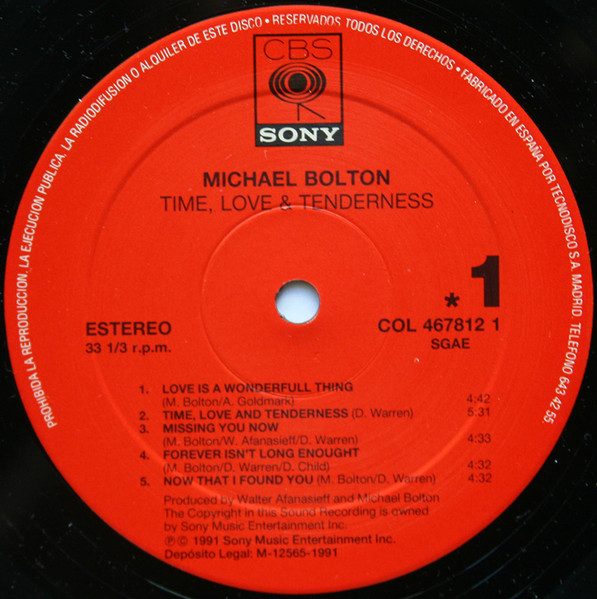 PROHIBIDA LA REPRODUCCION, LA EJECUCION PUBLICA, LA RADIODIFUSION O ALQUILER DE ESTE DISCO • RESERVADOS TODOS LOS DERECHOS • FABRICADO EN ESPAÑA POR TECNODISCO S.A. MADRID. TELEFONO 643 42 55
CBS
SONY
MICHAEL BOLTON
TIME, LOVE & TENDERNESS
* 1
ESTEREO
33 1/3 r.p.m.
COL 467812 1
SGAE
1. LOVE IS A WONDERFULL THING
(M. Bolton/A. Goldmark) 4:42
2. TIME, LOVE AND TENDERNESS (D. Warren) 5:31
3. MISSING YOU NOW
(M. Bolton/W. Afanasieff/D. Warren) 4:33
4. FOREVER ISN'T LONG ENOUGHT
(M. Bolton/D. Warren/D. Child) 4:32
5. NOW THAT I FOUND YOU (M. Bolton/D. Warren) 4:32
Produced by Walter Afanasieff and Michael Bolton
The Copyright in this Sound Recording is owned
by Sony Music Entertainment Inc.
℗ © 1991 Sony Music Entertainment Inc.
Depósito Legal: M-12565-1991